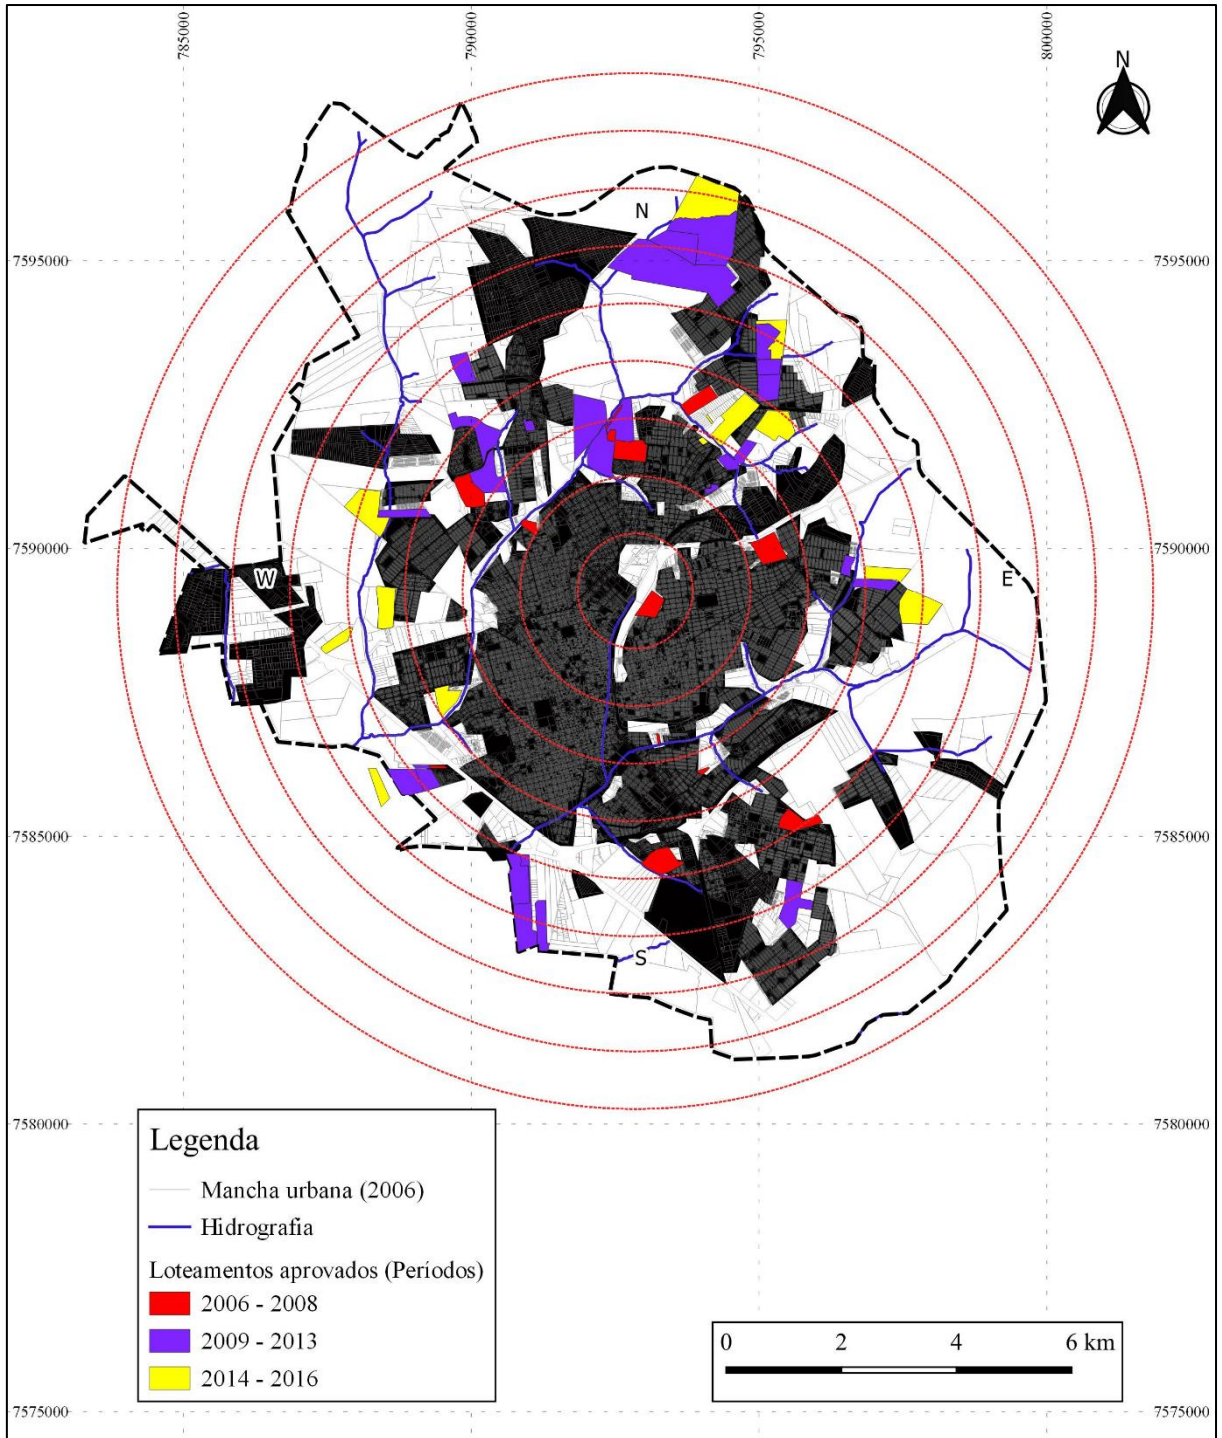 785000
790000
795000
800000
N
N
7595000
7595000
7590000
7590000
W
E
7585000
7585000
S
7580000
7580000
Legenda
Mancha urbana (2006)
Hidrografia
Loteamentos aprovados (Períodos)
2006 - 2008
2009 - 2013
2014 - 2016
0 2 4 6 km
7575000
7575000